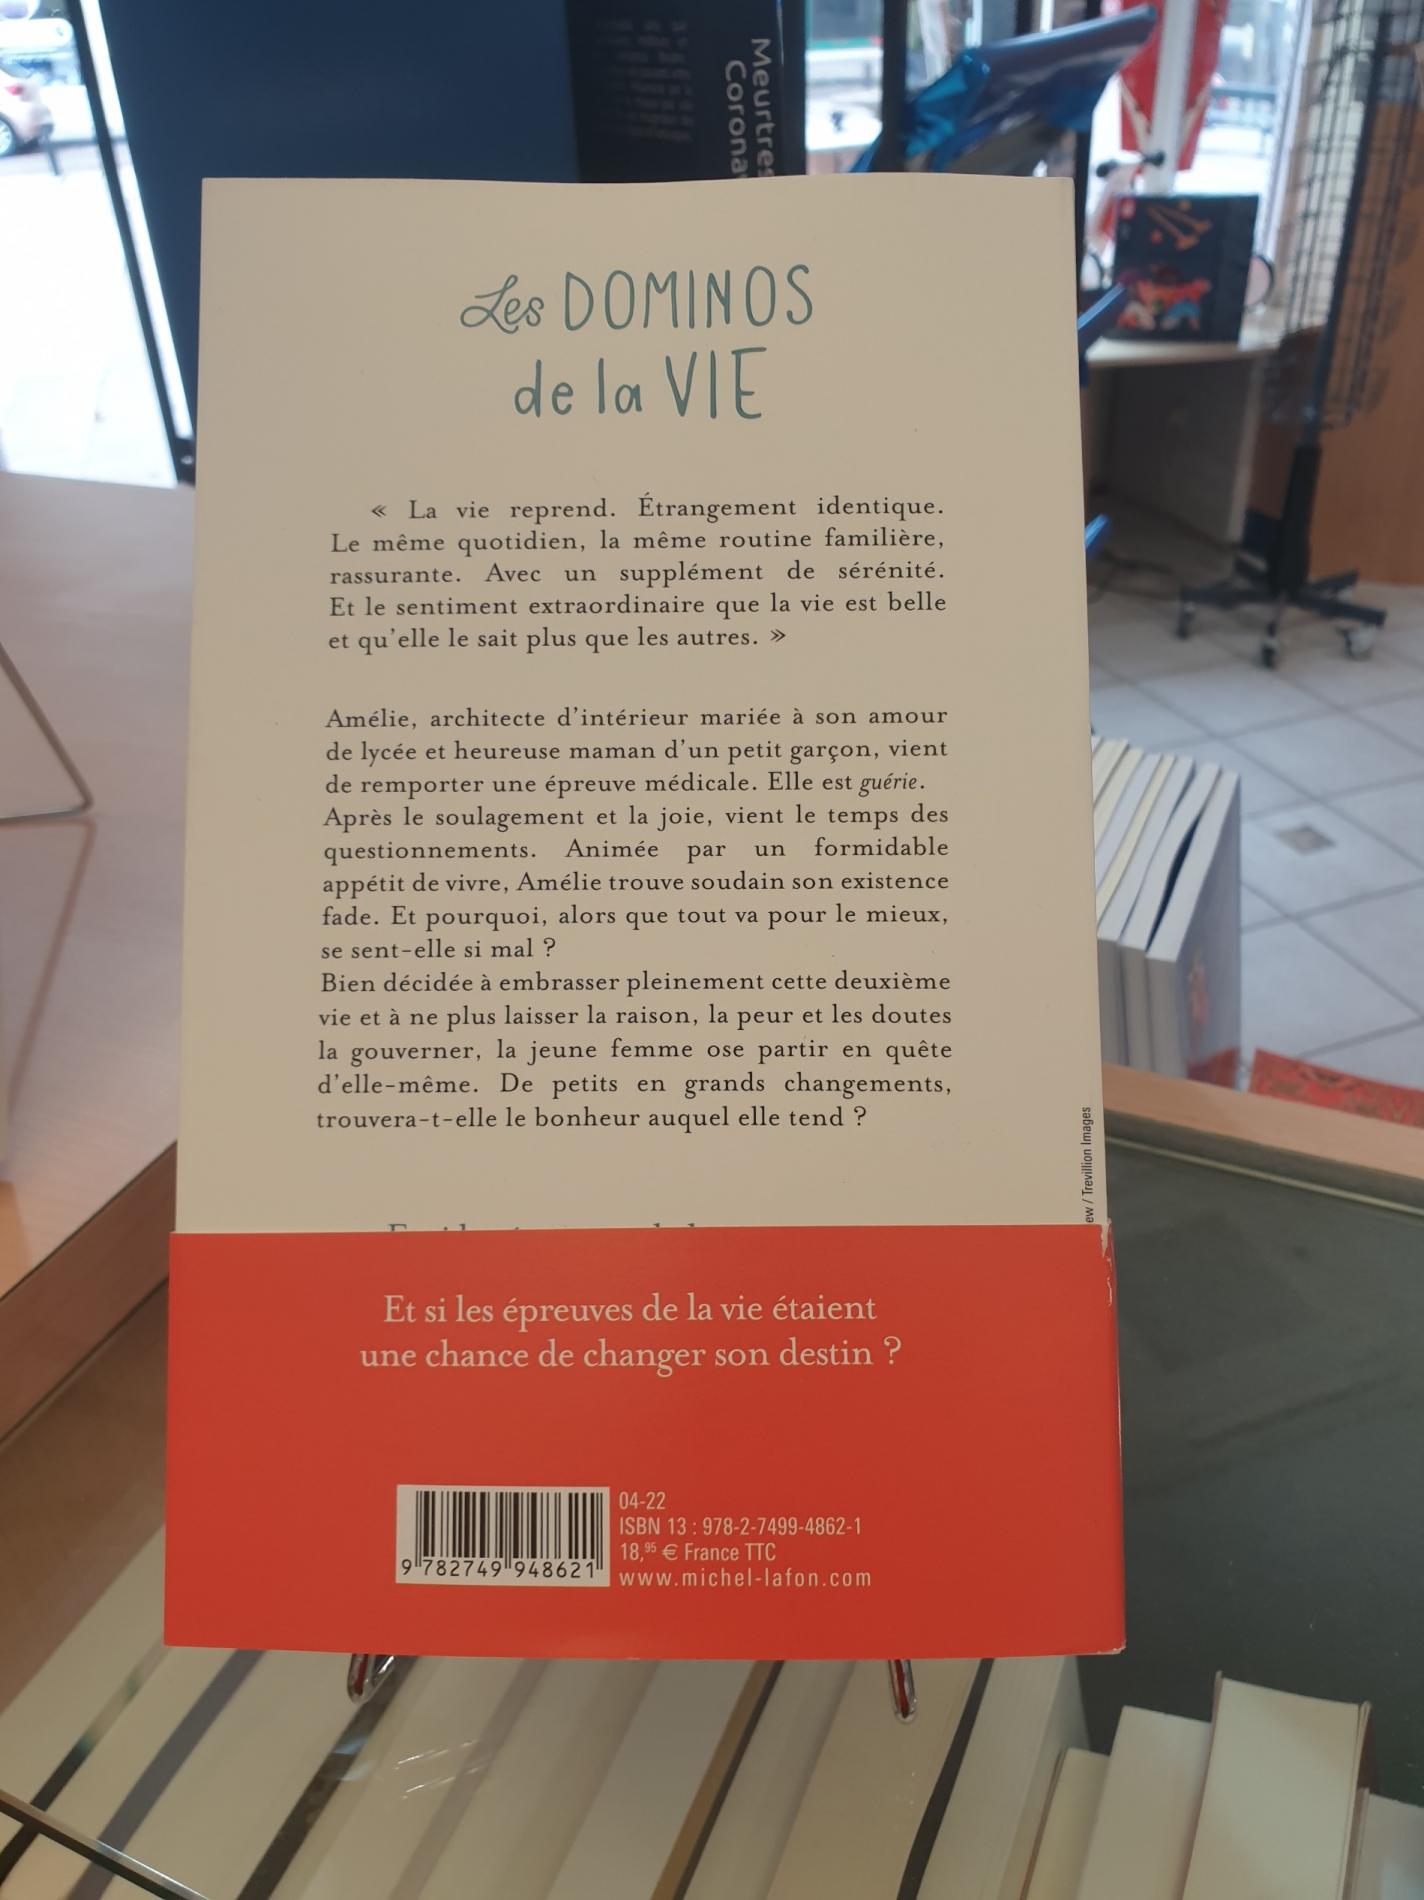 Meurtres
Corona
Les DOMINOS
de la VIE
« La vie reprend. Étrangement identique.
Le même quotidien, la même routine familière,
rassurante. Avec un supplément de sérénité.
Et le sentiment extraordinaire que la vie est belle
et qu'elle le sait plus que les autres. »
Amélie, architecte d'intérieur mariée à son amour
de lycée et heureuse maman d'un petit garçon, vient
de remporter une épreuve médicale. Elle est guérie.
Après le soulagement et la joie, vient le temps des
questionnements. Animée par un formidable
appétit de vivre, Amélie trouve soudain son existence
fade. Et pourquoi, alors que tout va pour le mieux,
se sent-elle si mal ?
Bien décidée à embrasser pleinement cette deuxième
vie et à ne plus laisser la raison, la peur et les doutes
la gouverner, la jeune femme ose partir en quête
d'elle-même. De petits en grands changements,
trouvera-t-elle le bonheur auquel elle tend ?
ew / Trevillion Images
Et si les épreuves de la vie étaient
une chance de changer son destin ?
9 782749 948621
04-22
ISBN 13 : 978-2-7499-4862-1
18,95 € France TTC
www.michel-lafon.com